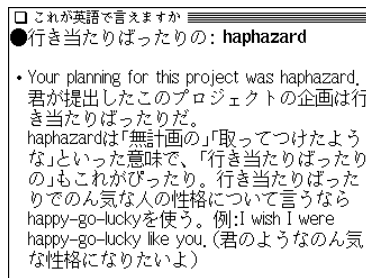 □ これが英語で言えますか
●行き当たりばったりの: haphazard
• Your planning for this project was haphazard.
君が提出したこのプロジェクトの企画は行
き当たりばったりだ。
haphazardは「無計画の」「取ってつけたよう
な」といった意味で、「行き当たりばったり
の」もこれがぴったり。行き当たりばった
りでのん気な人の性格について言うなら
happy-go-luckyを使う。例:I wish I were
happy-go-lucky like you. (君のようなのん気
な性格になりたいよ)